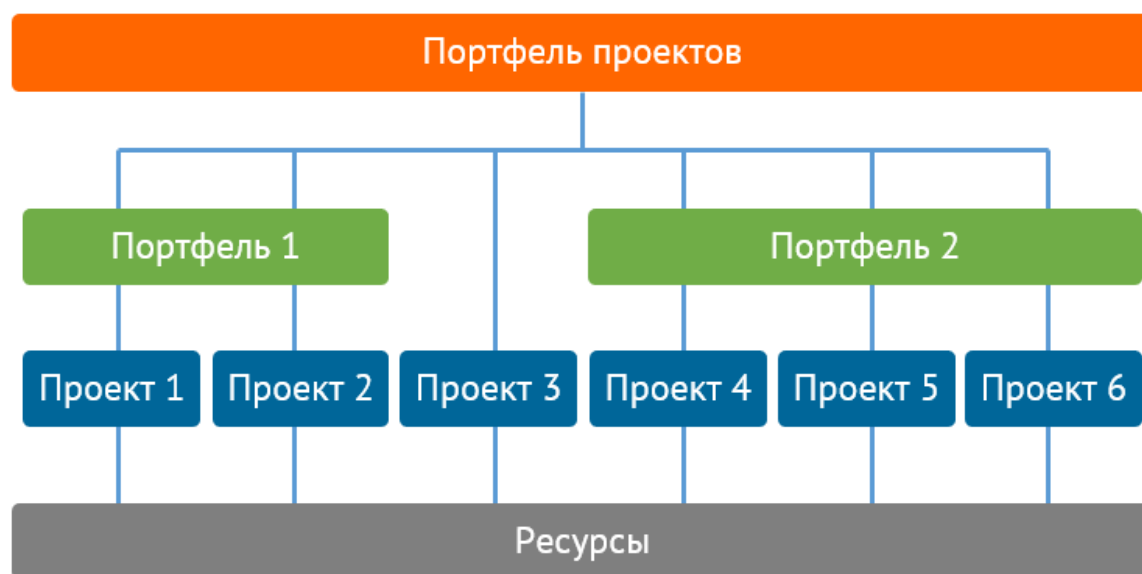 Портфель проектов
Портфель 1
Портфель 2
Проект 1
Проект 2
Проект 3
Проект 4
Проект 5
Проект 6
Ресурсы